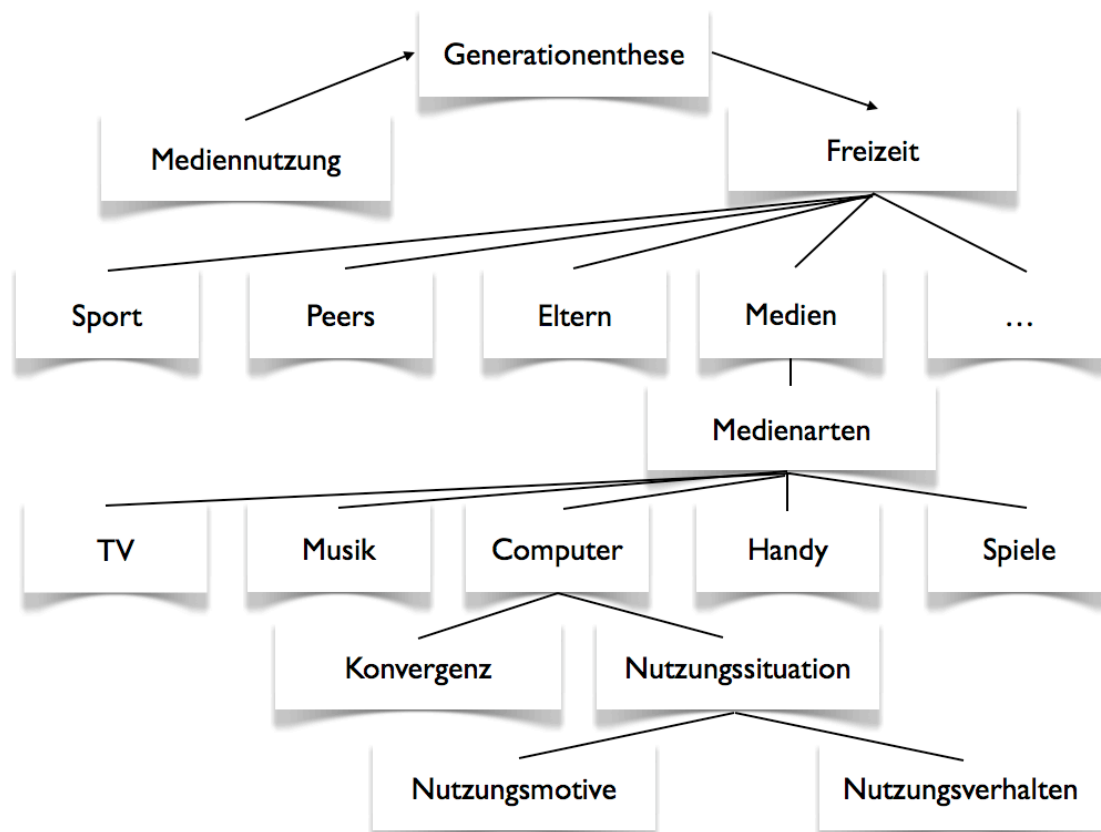 Generationenthese
Mediennutzung
Freizeit
Sport
Peers
Eltern
Medien
...
Medienarten
TV
Musik
Computer
Handy
Spiele
Konvergenz
Nutzungssituation
Nutzungsmotive
Nutzungsverhalten